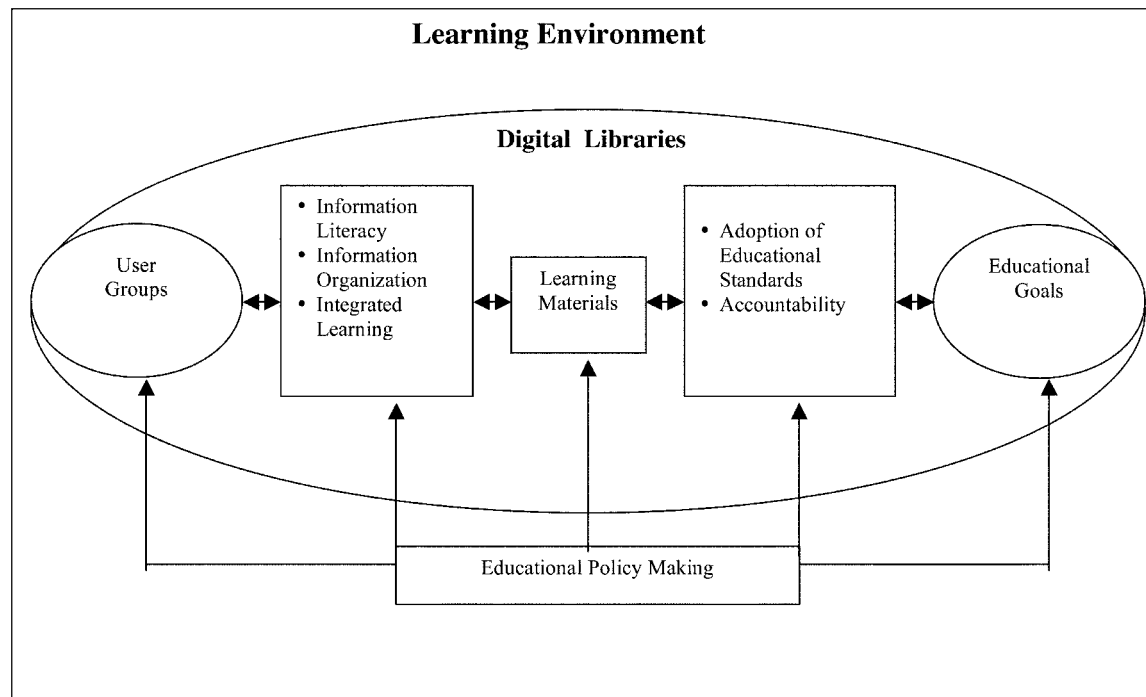 Learning Environment
Digital Libraries
User
Groups
• Information
Literacy
• Information
Organization
• Integrated
Learning
Learning
Materials
• Adoption of
Educational
Standards
• Accountability
Educational
Goals
Educational Policy Making